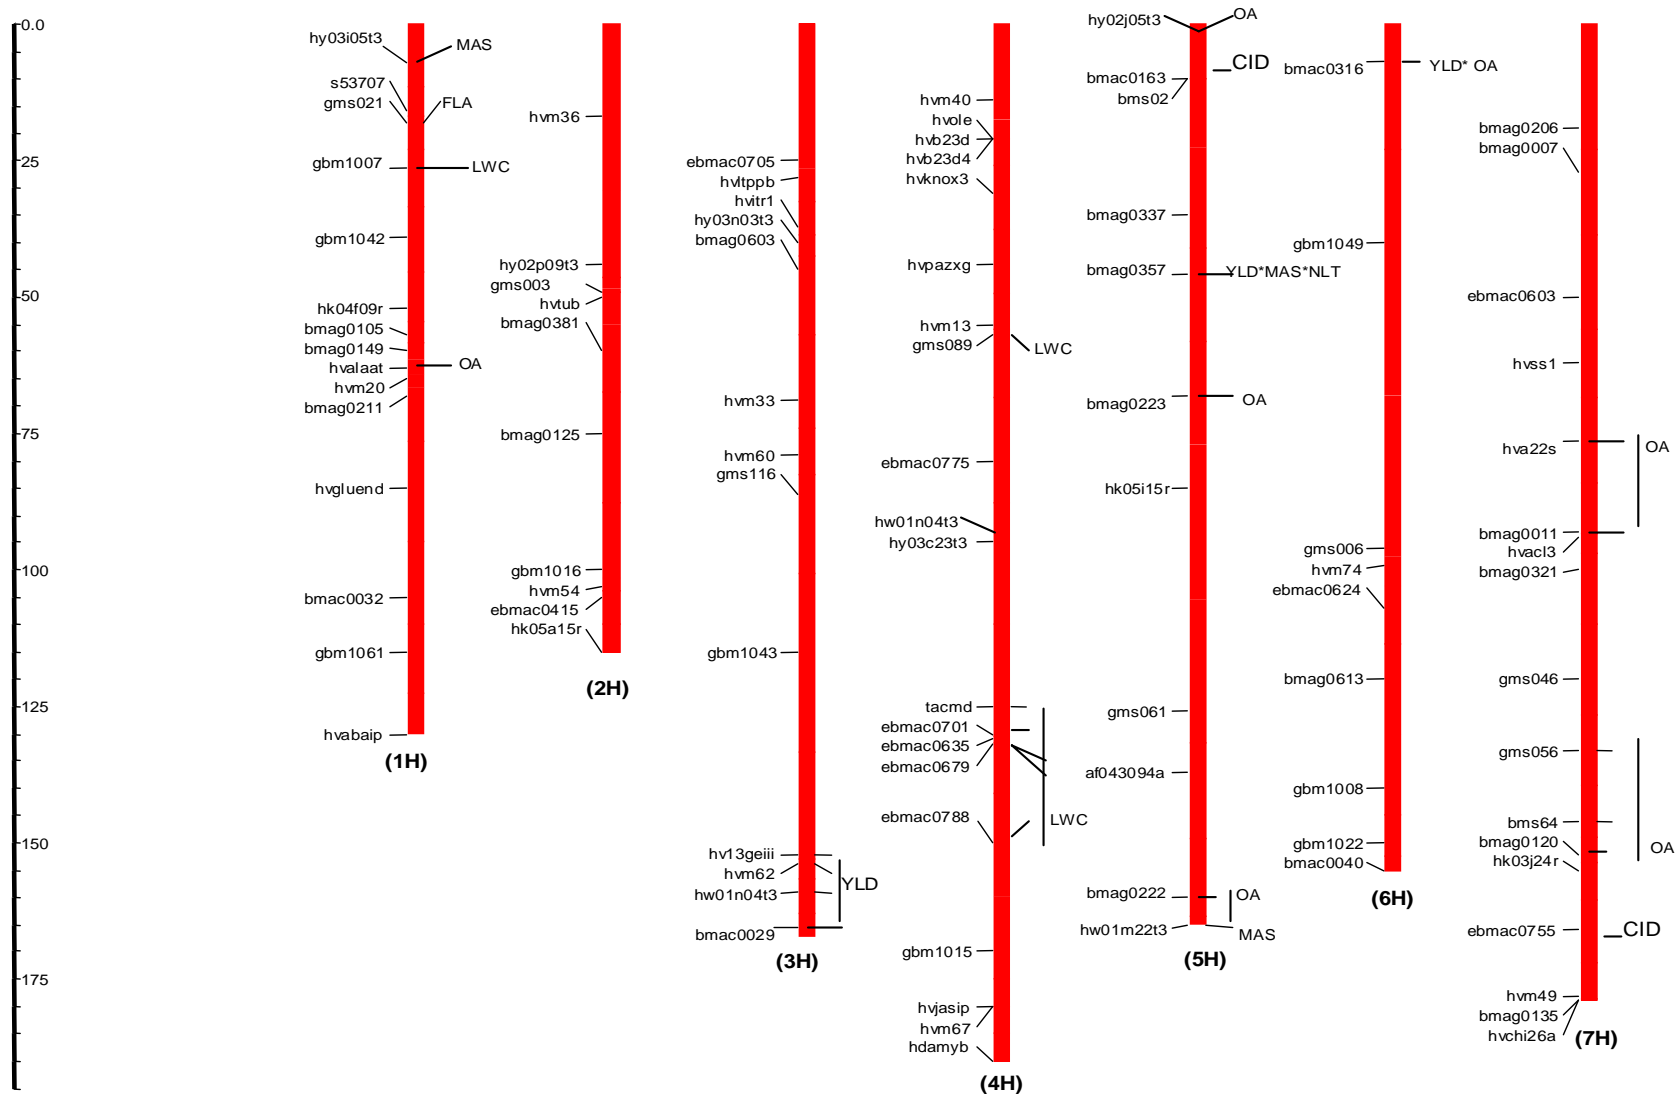 0.0
25
50
75
100
125
150
175
hy03i05t3
MAS
s53707
gms021
FLA
gbm1007
LWC
gbm1042
hk04f09r
bmag0105
bmag0149
hvalaat
OA
hvm20
bmag0211
hvgluend
bmac0032
gbm1061
hvabaip
(1H)
hvm36
hy02p09t3
gms003
hvtub
bmag0381
bmag0125
gbm1016
hvm54
ebmac0415
hk05a15r
(2H)
ebmac0705
hvltppb
hvitr1
hy03n03t3
bmag0603
hvm33
hvm60
gms116
gbm1043
hv13geiii
hvm62
YLD
hw01n04t3
bmac0029
(3H)
hvm40
hvole
hvb23d
hvb23d4
hvknox3
hvpazxg
hvm13
gms089
LWC
ebmac0775
hw01n04t3
hy03c23t3
tacmd
ebmac0701
ebmac0635
ebmac0679
ebmac0788
LWC
gbm1015
hvjasip
hvm67
hdamyb
(4H)
hy02j05t3
OA
CID
bmac0163
bms02
bmag0337
bmag0357
YLD*MAS*NLT
bmag0223
OA
hk05i15r
gms061
af043094a
bmag0222
OA
hw01m22t3
MAS
(5H)
bmac0316
YLD* OA
gbm1049
gms006
hvm74
ebmac0624
bmag0613
gbm1008
gbm1022
bmac0040
(6H)
bmag0206
bmag0007
ebmac0603
hvss1
hva22s
OA
bmag0011
hvacl3
bmag0321
gms046
gms056
bms64
bmag0120
OA
hk03j24r
ebmac0755
CID
hvm49
bmag0135
hvchi26a
(7H)